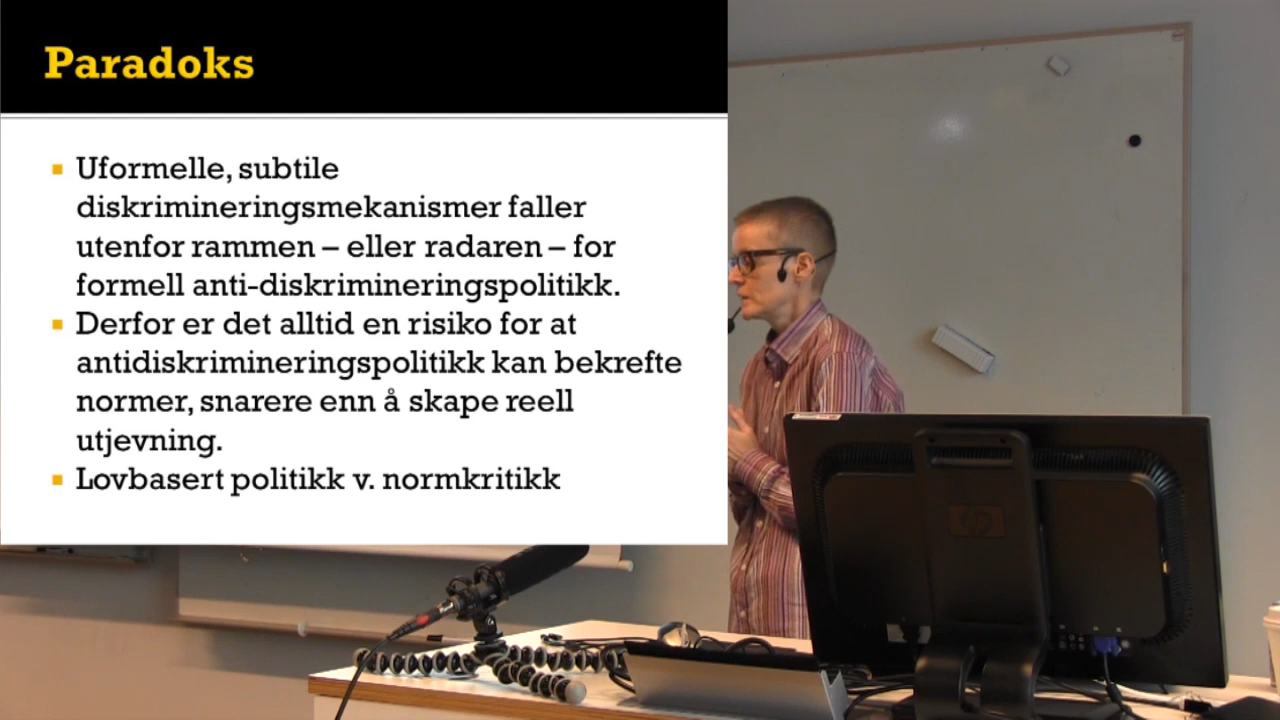 Paradoks
Uformelle, subtile
diskrimineringsmekanismer faller
utenfor rammen – eller radaren – for
formell anti-diskrimineringspolitikk.
Derfor er det alltid en risiko for at
antidiskrimineringspolitikk kan bekrefte
normer, snarere enn å skape reell
utjevning.
Lovbasert politikk v. normkritikk
hp